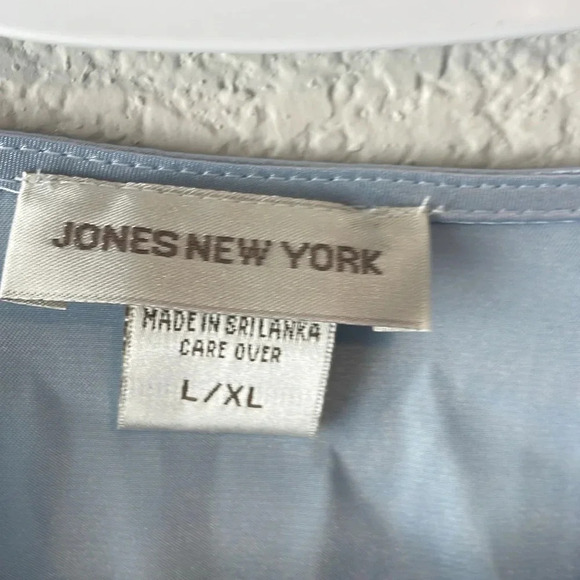 JONES NEW YORK
MADE IN SRI LANKA
CARE OVER
L/XL